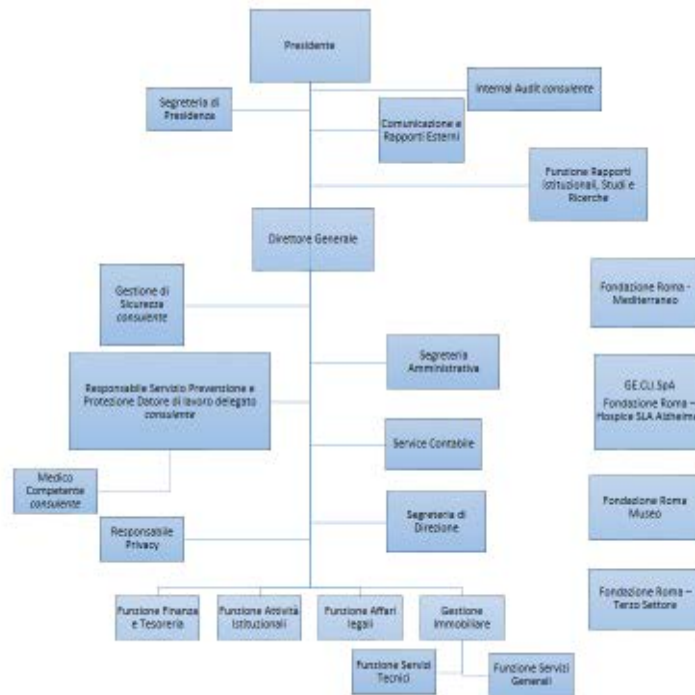 Presidente
Internal Audit consulente
Segreteria di
Presidenza
Comunicazione e
Rapporti Esterni
Funzione Rapporti
Istituzionali, Studi e
Ricerche
Direttore Generale
Gestione di
Sicurezza
consulente
Fondazione Roma -
Mediterraneo
Segreteria
Amministrativa
Responsabile Servizio Prevenzione e
Protezione Datore di lavoro delegato
consulente
GE.CLI.SpA
Fondazione Roma –
Hospice SLA Alzheime
Service Contabile
Medico
Competente
consulente
Segreteria di
Direzione
Fondazione Roma
Museo
Responsabile
Privacy
Funzione Finanza
e Tesoreria
Funzione Attività
Istituzionali
Funzione Affari
legali
Gestione
Immobiliare
Fondazione Roma –
Terzo Settore
Funzione Servizi
Tecnici
Funzione Servizi
Generali